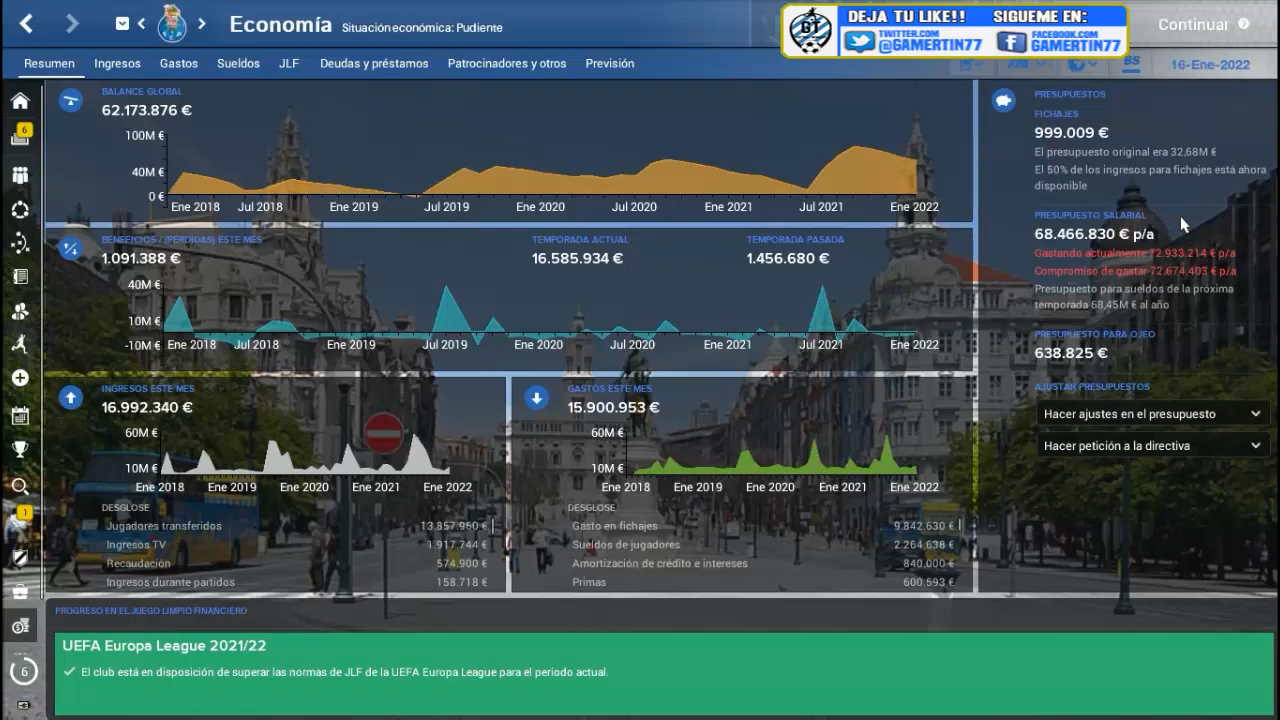 Economía
Situación económica: Pudiente
DEJA TU LIKE!! SIGUEME EN:
GT
TWITTER.COM
@GAMERTIN77
FACEBOOK.COM
GAMERTIN77
Continuar
Resumen Ingresos Gastos Sueldos JLF Deudas y préstamos Patrocinadores y otros Previsión
BS
16-Ene-2022
BALANCE GLOBAL
62.173.876 €
100M €
40M €
0 €
Ene 2018 Jul 2018 Ene 2019 Jul 2019 Ene 2020 Jul 2020 Ene 2021 Jul 2021 Ene 2022
BENEFICIOS / (PÉRDIDAS) ESTE MES
1.091.388 €
TEMPORADA ACTUAL
16.585.934 €
TEMPORADA PASADA
1.456.680 €
40M €
10M €
-10M €
Ene 2018 Jul 2018 Ene 2019 Jul 2019 Ene 2020 Jul 2020 Ene 2021 Jul 2021 Ene 2022
INGRESOS ESTE MES
16.992.340 €
60M €
10M €
Ene 2018 Ene 2019 Ene 2020 Ene 2021 Ene 2022
DESGLOSE
Jugadores transferidos 13.857.960 €
Ingresos TV 1.917.744 €
Recaudación 574.900 €
Ingresos durante partidos 158.718 €
GASTOS ESTE MES
15.900.953 €
60M €
10M €
Ene 2018 Ene 2019 Ene 2020 Ene 2021 Ene 2022
DESGLOSE
Gasto en fichajes 9.842.630 €
Sueldos de jugadores 2.264.638 €
Amortización de crédito e intereses 840.000 €
Primas 600.593 €
PRESUPUESTOS
FICHAJES
999.009 €
El presupuesto original era 32,68M €
El 50% de los ingresos para fichajes está ahora
disponible
PRESUPUESTO SALARIAL
68.466.830 € p/a
Gastando actualmente 72.933.214 € p/a
Compromiso de gastar 72.674.403 € p/a
Presupuesto para sueldos de la próxima
temporada 68,45M € al año
PRESUPUESTO PARA OJEO
638.825 €
AJUSTAR PRESUPUESTOS
Hacer ajustes en el presupuesto
Hacer petición a la directiva
6
1
6
PROGRESO EN EL JUEGO LIMPIO FINANCIERO
UEFA Europa League 2021/22
El club está en disposición de superar las normas de JLF de la UEFA Europa League para el periodo actual.